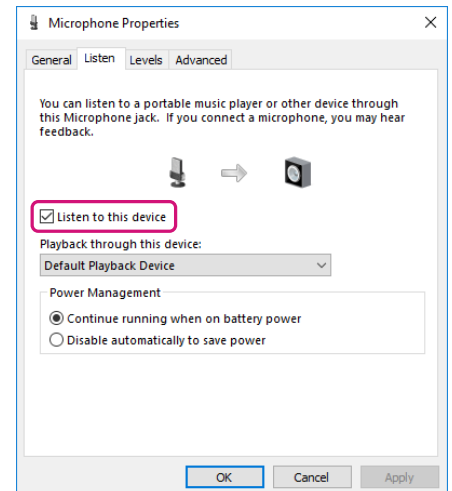 Microphone Properties
General Listen Levels Advanced
You can listen to a portable music player or other device through
this Microphone jack. If you connect a microphone, you may hear
feedback.
Listen to this device
Playback through this device:
Default Playback Device
Power Management
Continue running when on battery power
Disable automatically to save power
OK Cancel Apply